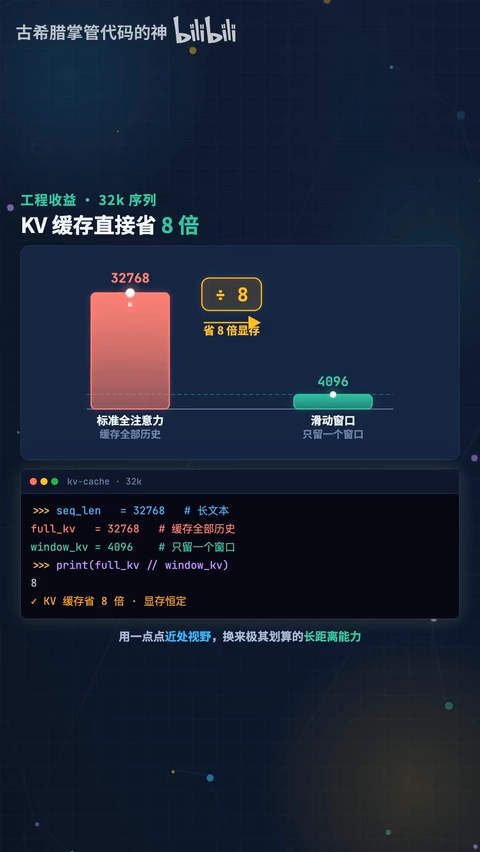 古希腊掌管代码的神 bilibili
工程收益 · 32k 序列
KV 缓存直接省 8 倍
32768
÷ 8
省 8 倍显存
4096
标准全注意力
缓存全部历史
滑动窗口
只留一个窗口
kv-cache · 32k
>>> seq_len = 32768 # 长文本
full_kv = 32768 # 缓存全部历史
window_kv = 4096 # 只留一个窗口
>>> print(full_kv // window_kv)
8
✓ KV 缓存省 8 倍 · 显存恒定
用一点点近处视野，换来极其划算的长距离能力